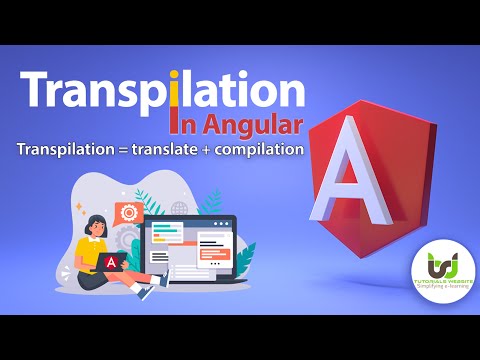 Transpilation
In Angular
Transpilation = translate + compilation
A
A
TUTORIALS WEBSITE
Simplifying e-learning